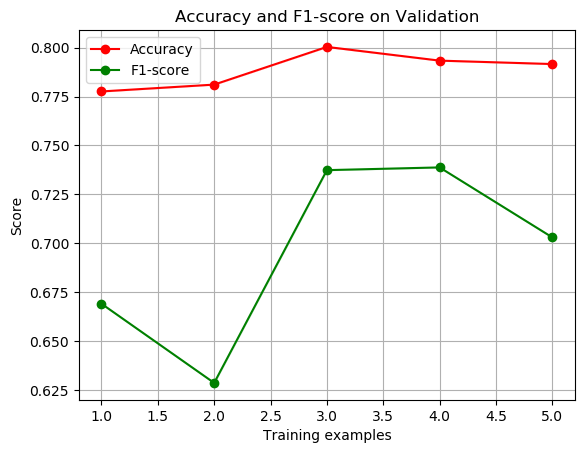 Accuracy and F1-score on Validation
Accuracy
F1-score
0.800
0.775
0.750
0.725
0.700
0.675
0.650
0.625
Score
1.0 1.5 2.0 2.5 3.0 3.5 4.0 4.5 5.0
Training examples